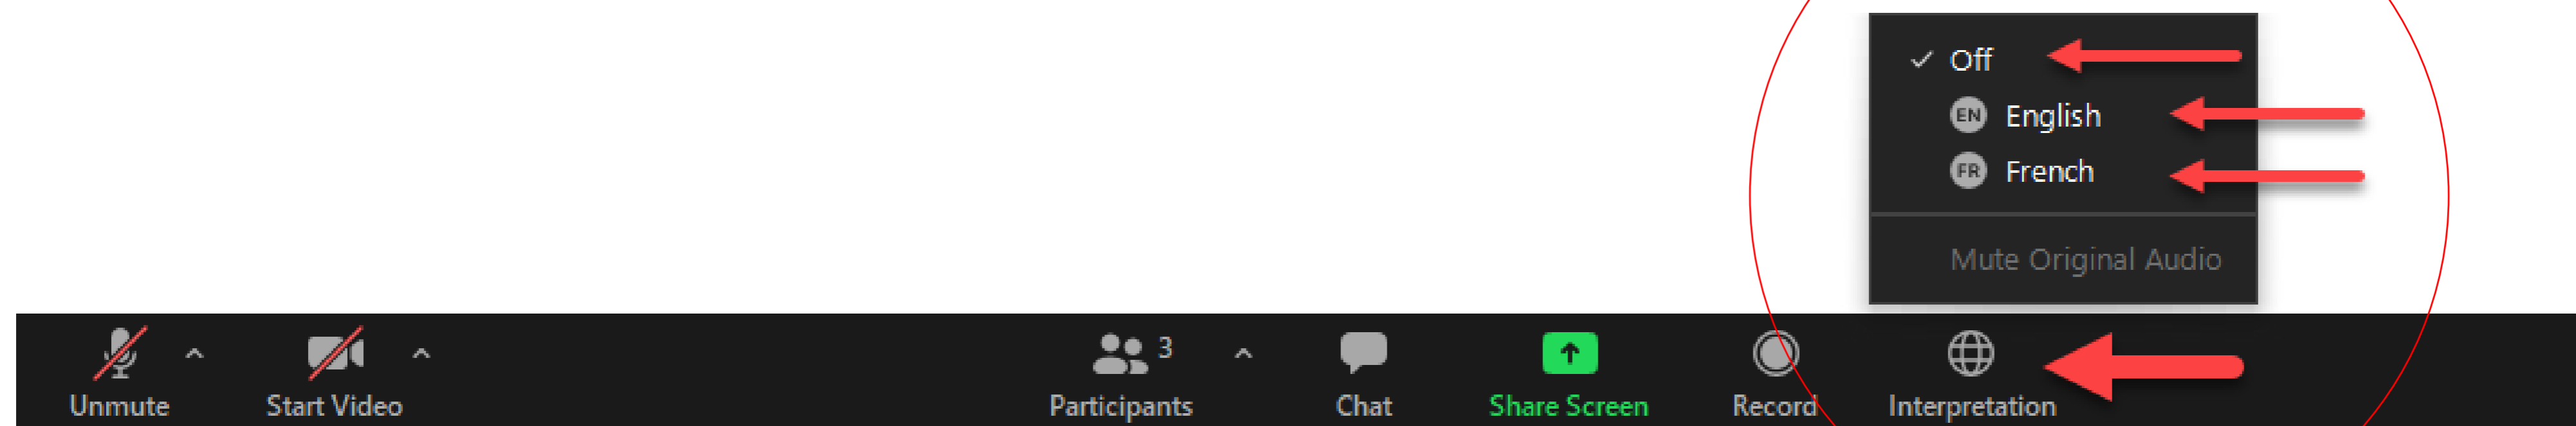 Off
EN English
FR French
Mute Original Audio
3
Unmute Start Video Participants Chat Share Screen Record Interpretation